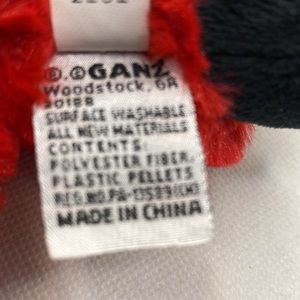 ®.©GANZ
Woodstock, GA
30188
SURFACE WASHABLE
ALL NEW MATERIALS
CONTENTS:
POLYESTER FIBER,
PLASTIC PELLETS
MADE IN CHINA